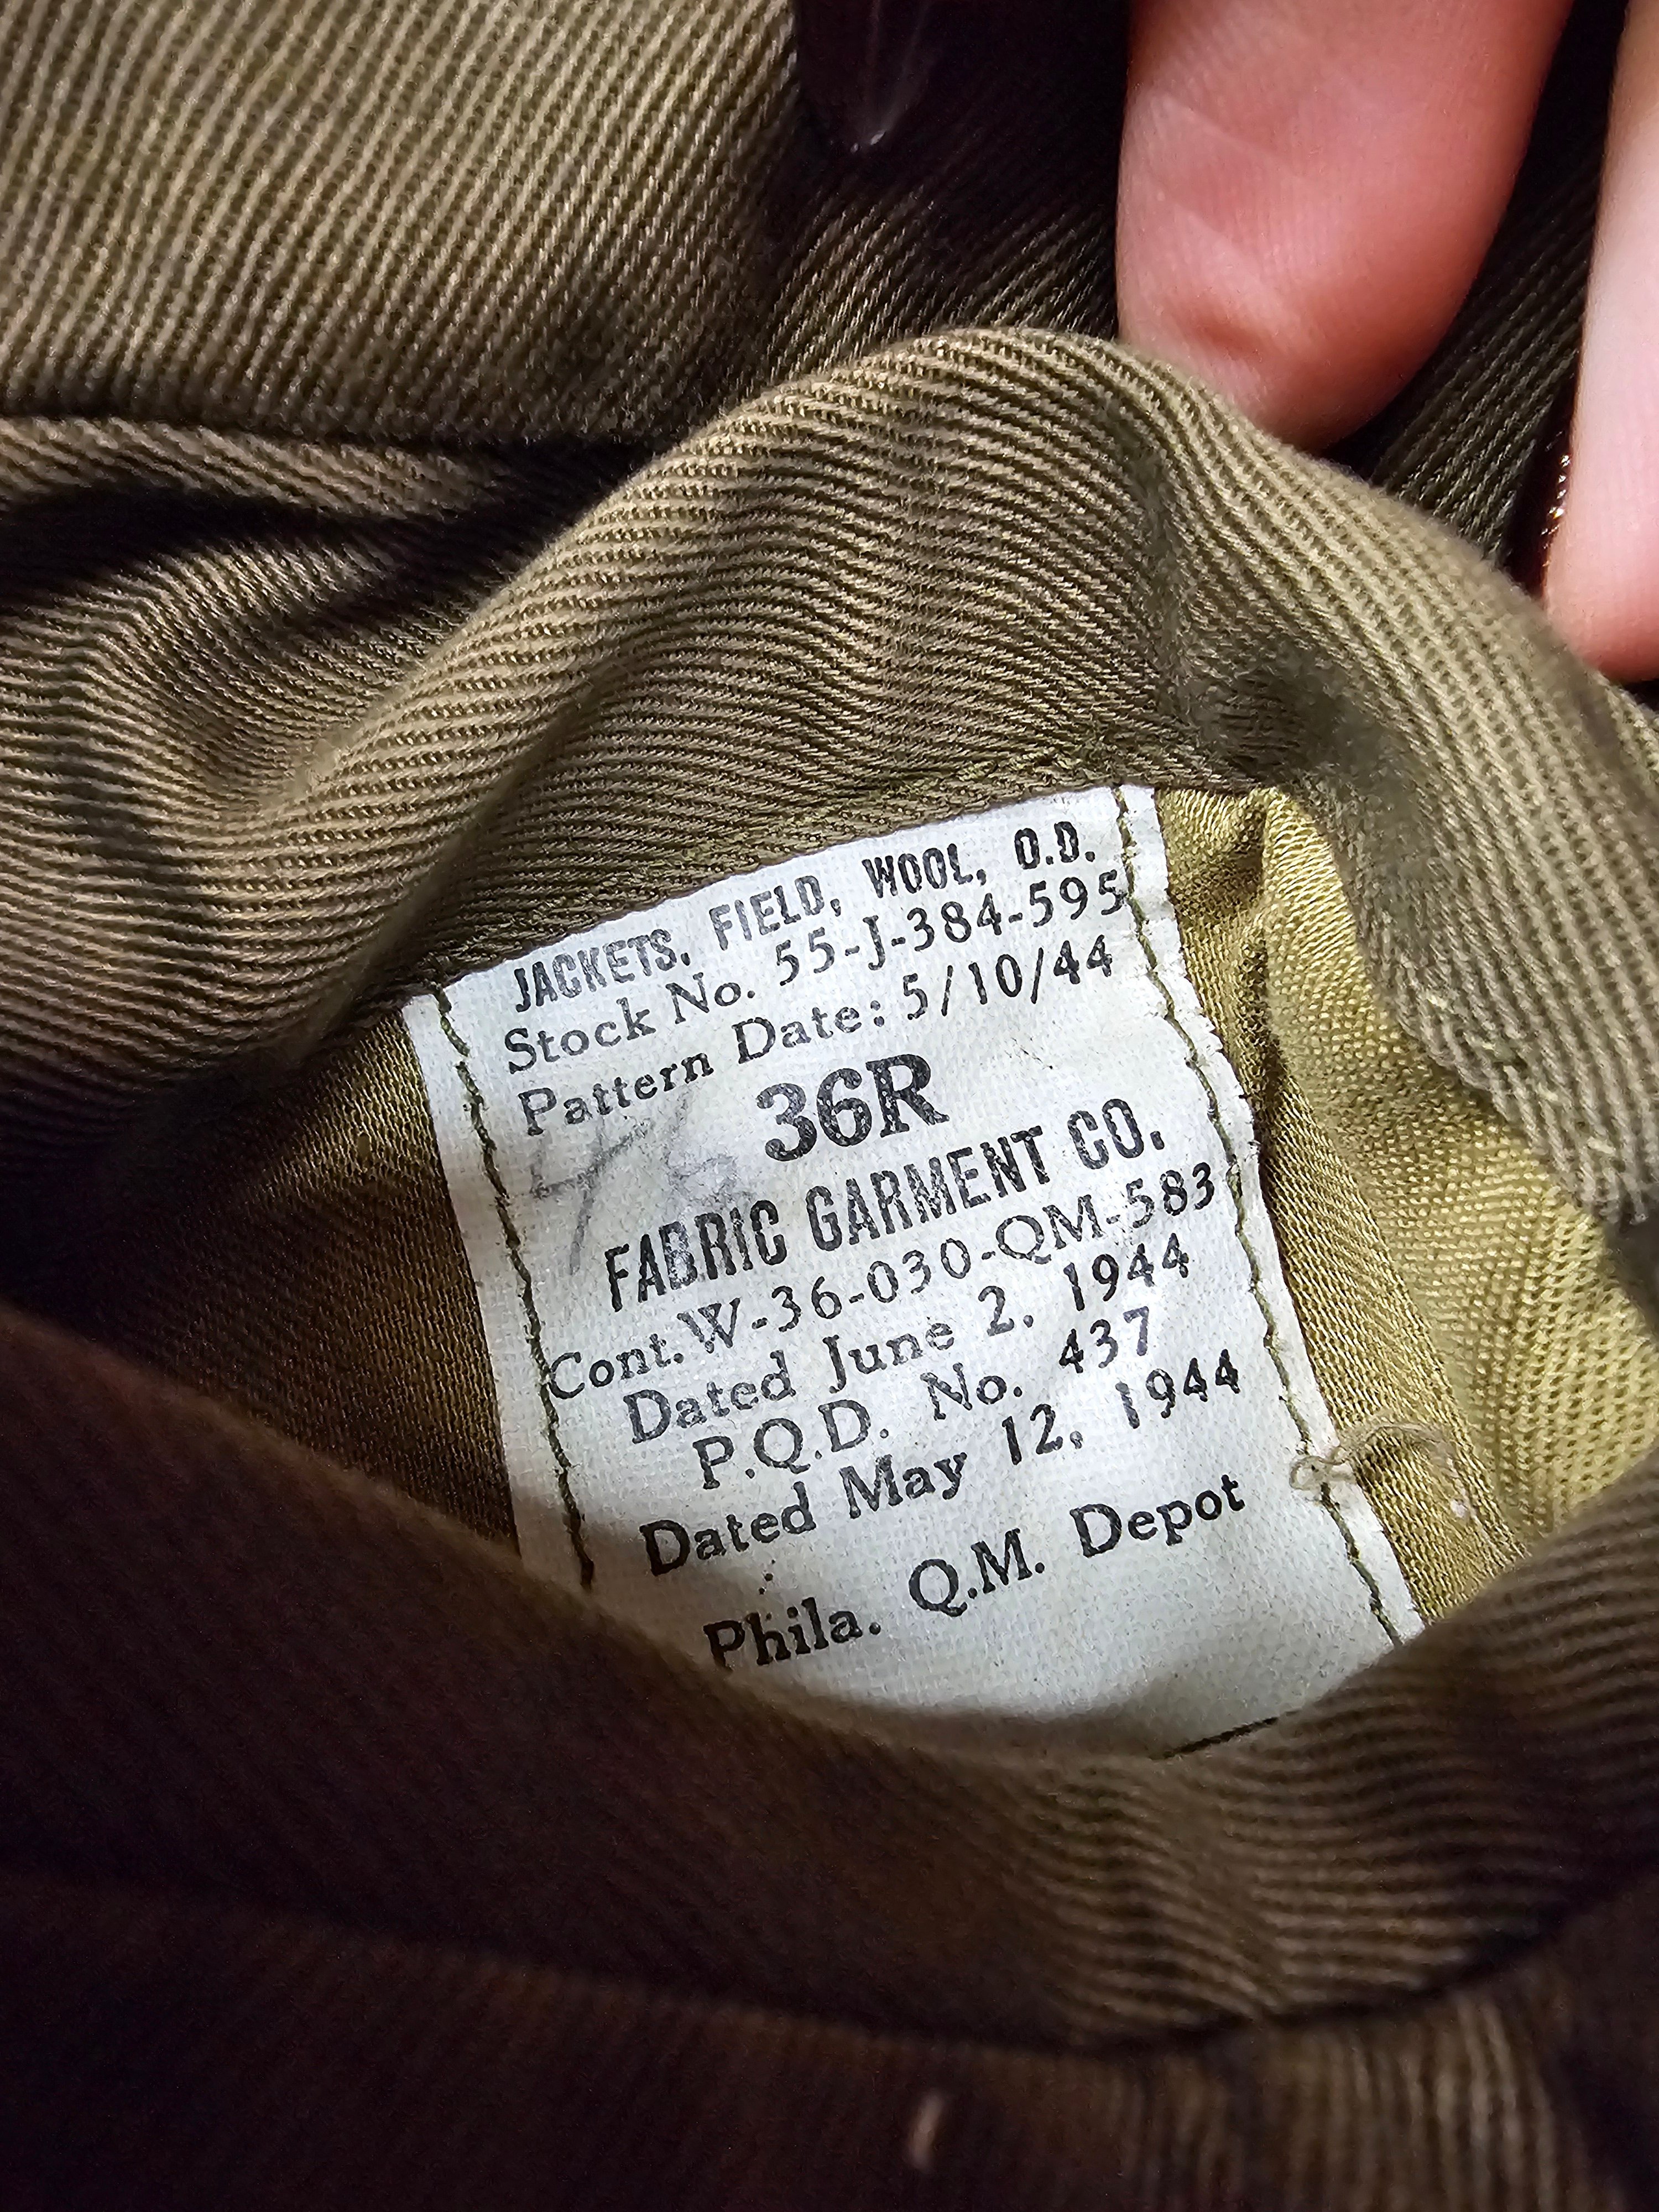 JACKETS, FIELD, WOOL, O.D.
Stock No. 55-J-384-595
Pattern Date: 5/10/44
36R
FABRIC GARMENT CO.
Cont. W-36-030-QM-583
Dated June 2, 1944
P.Q.D. No. 437
Dated May 12, 1944
Phila. Q.M. Depot